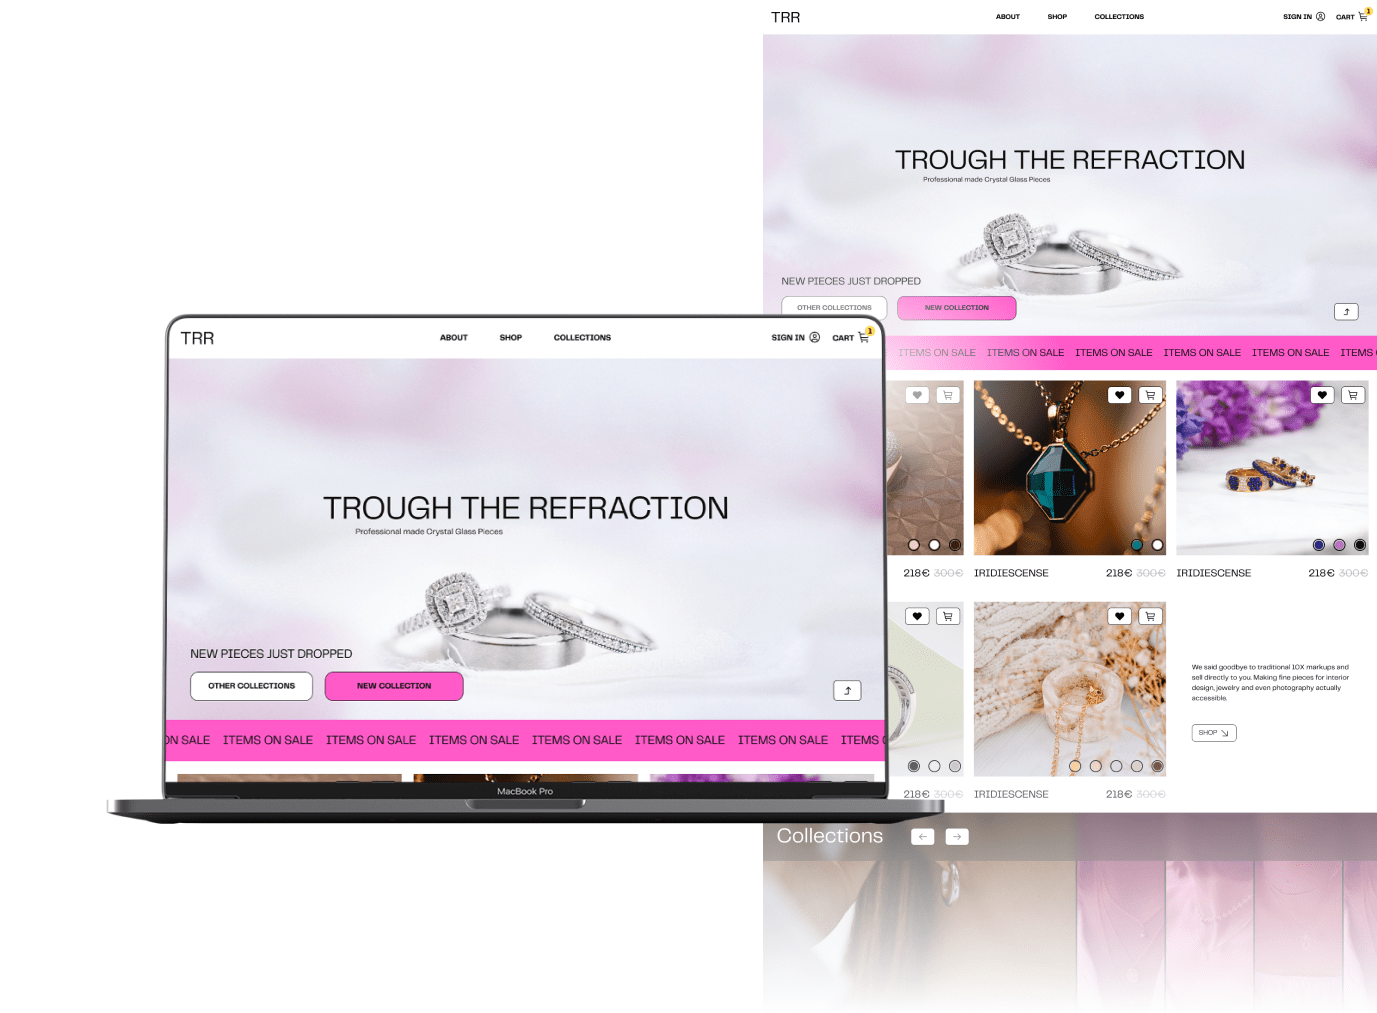 TRR
ABOUT SHOP COLLECTIONS
SIGN IN CART 1
TROUGH THE REFRACTION
Professional made Crystal Glass Pieces
NEW PIECES JUST DROPPED
OTHER COLLECTIONS NEW COLLECTION
ITEMS ON SALE ITEMS ON SALE ITEMS ON SALE ITEMS ON SALE ITEMS ON SALE ITEMS
218€ 300€ IRIDIESCENSE 218€ 300€ IRIDIESCENSE 218€ 300€
We said goodbye to traditional 10X markups and
sell directly to you. Making fine pieces for interior
design, jewelry and even photography actually
accessible.
SHOP
218€ 300€ IRIDIESCENSE 218€ 300€
Collections
TRR
ABOUT SHOP COLLECTIONS
SIGN IN CART 1
TROUGH THE REFRACTION
Professional made Crystal Glass Pieces
NEW PIECES JUST DROPPED
OTHER COLLECTIONS NEW COLLECTION
ON SALE ITEMS ON SALE ITEMS ON SALE ITEMS ON SALE ITEMS ON SALE ITEMS ON SALE ITEMS ON SALE ITEMS
MacBook Pro